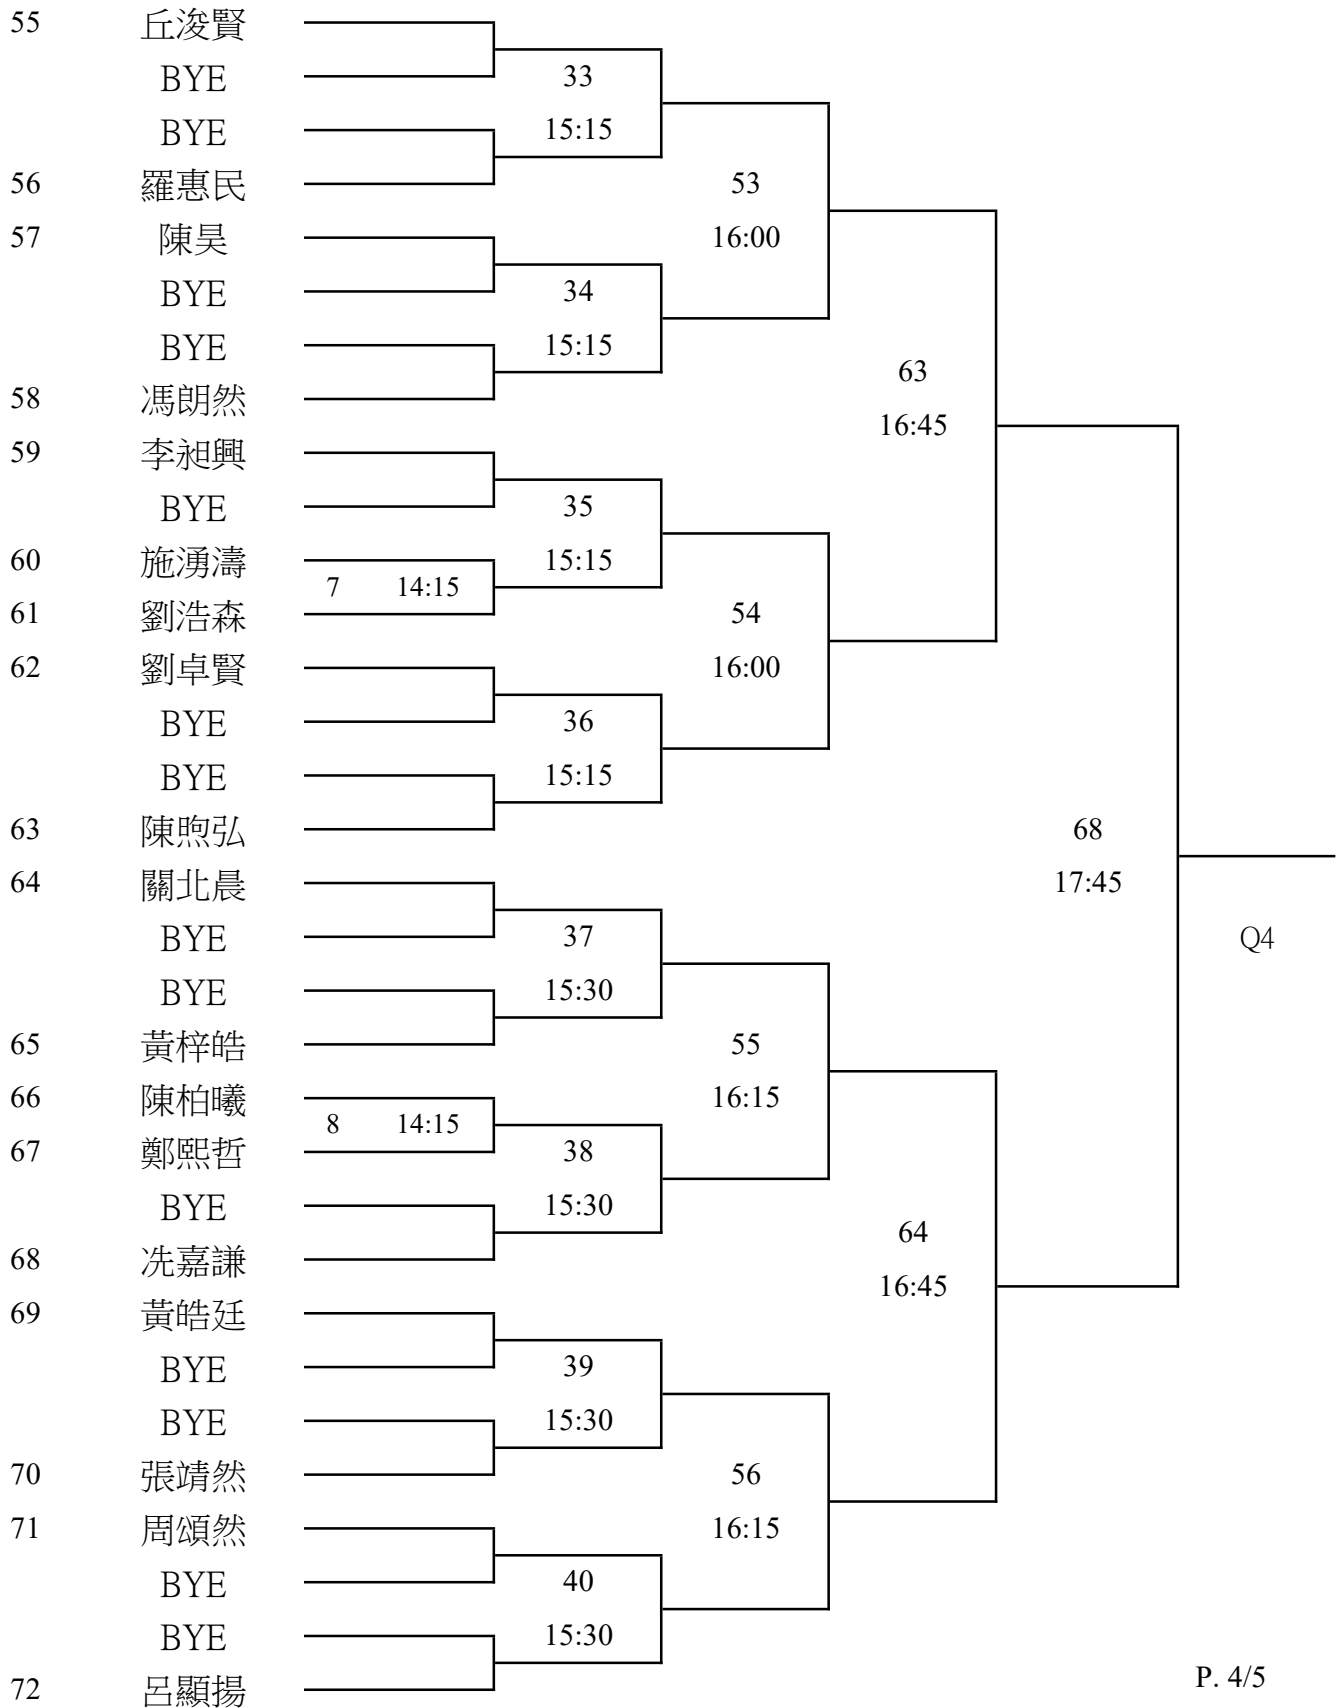 55 丘浚賢
BYE 33
BYE 15:15
56 羅惠民 53
57 陳昊 16:00
BYE 34
BYE 15:15
63
58 馮朗然
16:45
59 李昶興
BYE 35
60 施湧濤 15:15
7 14:15
61 劉浩森 54
62 劉卓賢 16:00
BYE 36
BYE 15:15
63 陳煦弘 68
64 關北晨 17:45
BYE 37 Q4
BYE 15:30
65 黃梓皓 55
66 陳柏曦 16:15
8 14:15
67 鄭熙哲 38
BYE 15:30
64
68 冼嘉謙
16:45
69 黃皓廷
BYE 39
BYE 15:30
70 張靖然 56
71 周頌然 16:15
BYE 40
BYE 15:30
72 呂顯揚
P. 4/5